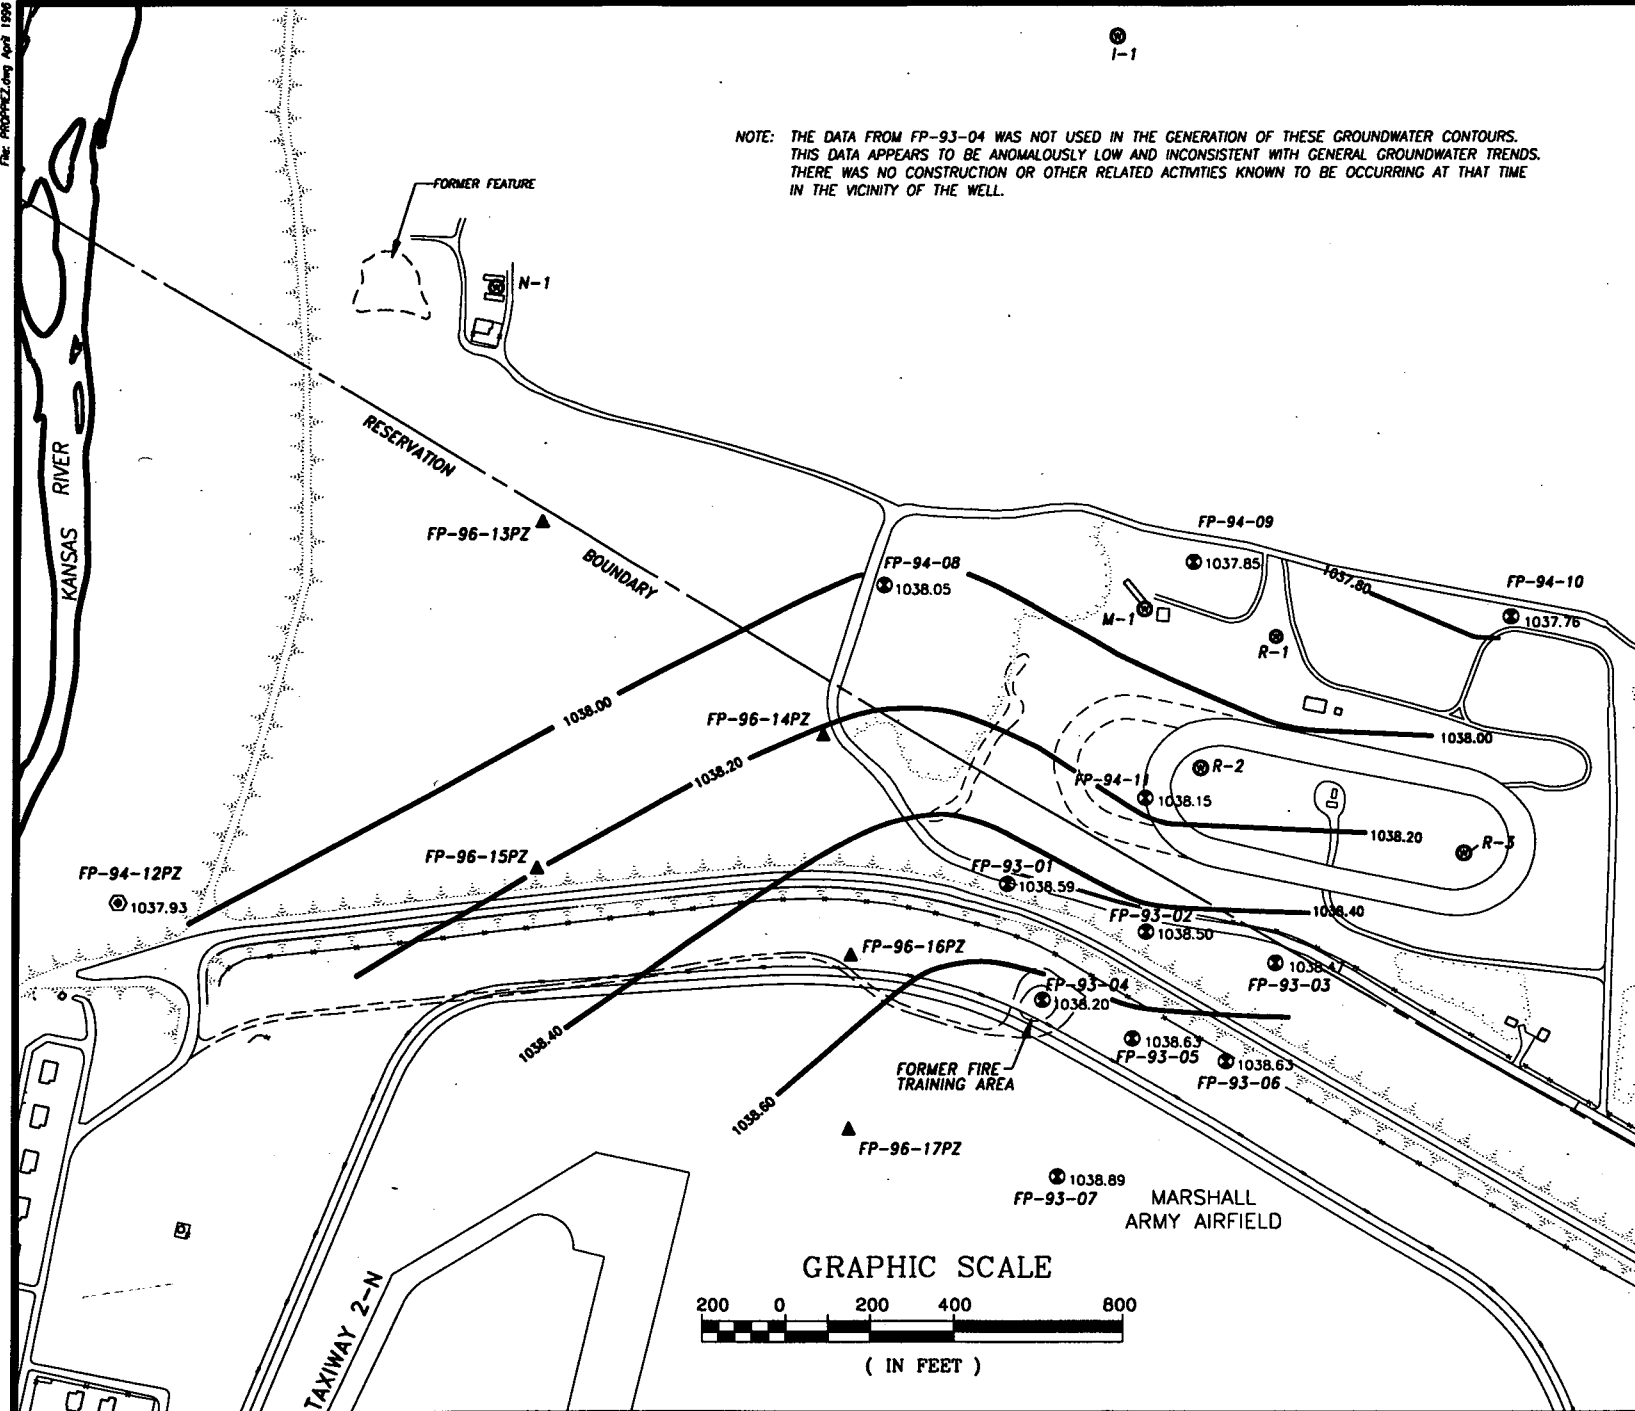 File: PROPPIEZ.dwg April 1996
I-1
NOTE: THE DATA FROM FP-93-04 WAS NOT USED IN THE GENERATION OF THESE GROUNDWATER CONTOURS.
THIS DATA APPEARS TO BE ANOMALOUSLY LOW AND INCONSISTENT WITH GENERAL GROUNDWATER TRENDS.
THERE WAS NO CONSTRUCTION OR OTHER RELATED ACTIVITIES KNOWN TO BE OCCURRING AT THAT TIME
IN THE VICINITY OF THE WELL.
FORMER FEATURE
N-1
RESERVATION
BOUNDARY
KANSAS RIVER
FP-96-13PZ
FP-94-08
1038.05
FP-94-09
1037.85
1037.80
FP-94-10
1037.76
M-1
R-1
1038.00
1038.00
FP-96-14PZ
1038.20
FP-94-11
1038.15
R-2
1038.20
R-3
FP-96-15PZ
FP-94-12PZ
1037.93
FP-93-01
1038.59
1038.40
FP-93-02
1038.50
FP-96-16PZ
1038.47
FP-93-03
FP-93-04
1038.20
1038.40
1038.63
FP-93-05
1038.63
FP-93-06
FORMER FIRE
TRAINING AREA
1038.60
FP-96-17PZ
1038.89
FP-93-07
MARSHALL
ARMY AIRFIELD
TAXIWAY 2-N
GRAPHIC SCALE
200 0 200 400 800
( IN FEET )